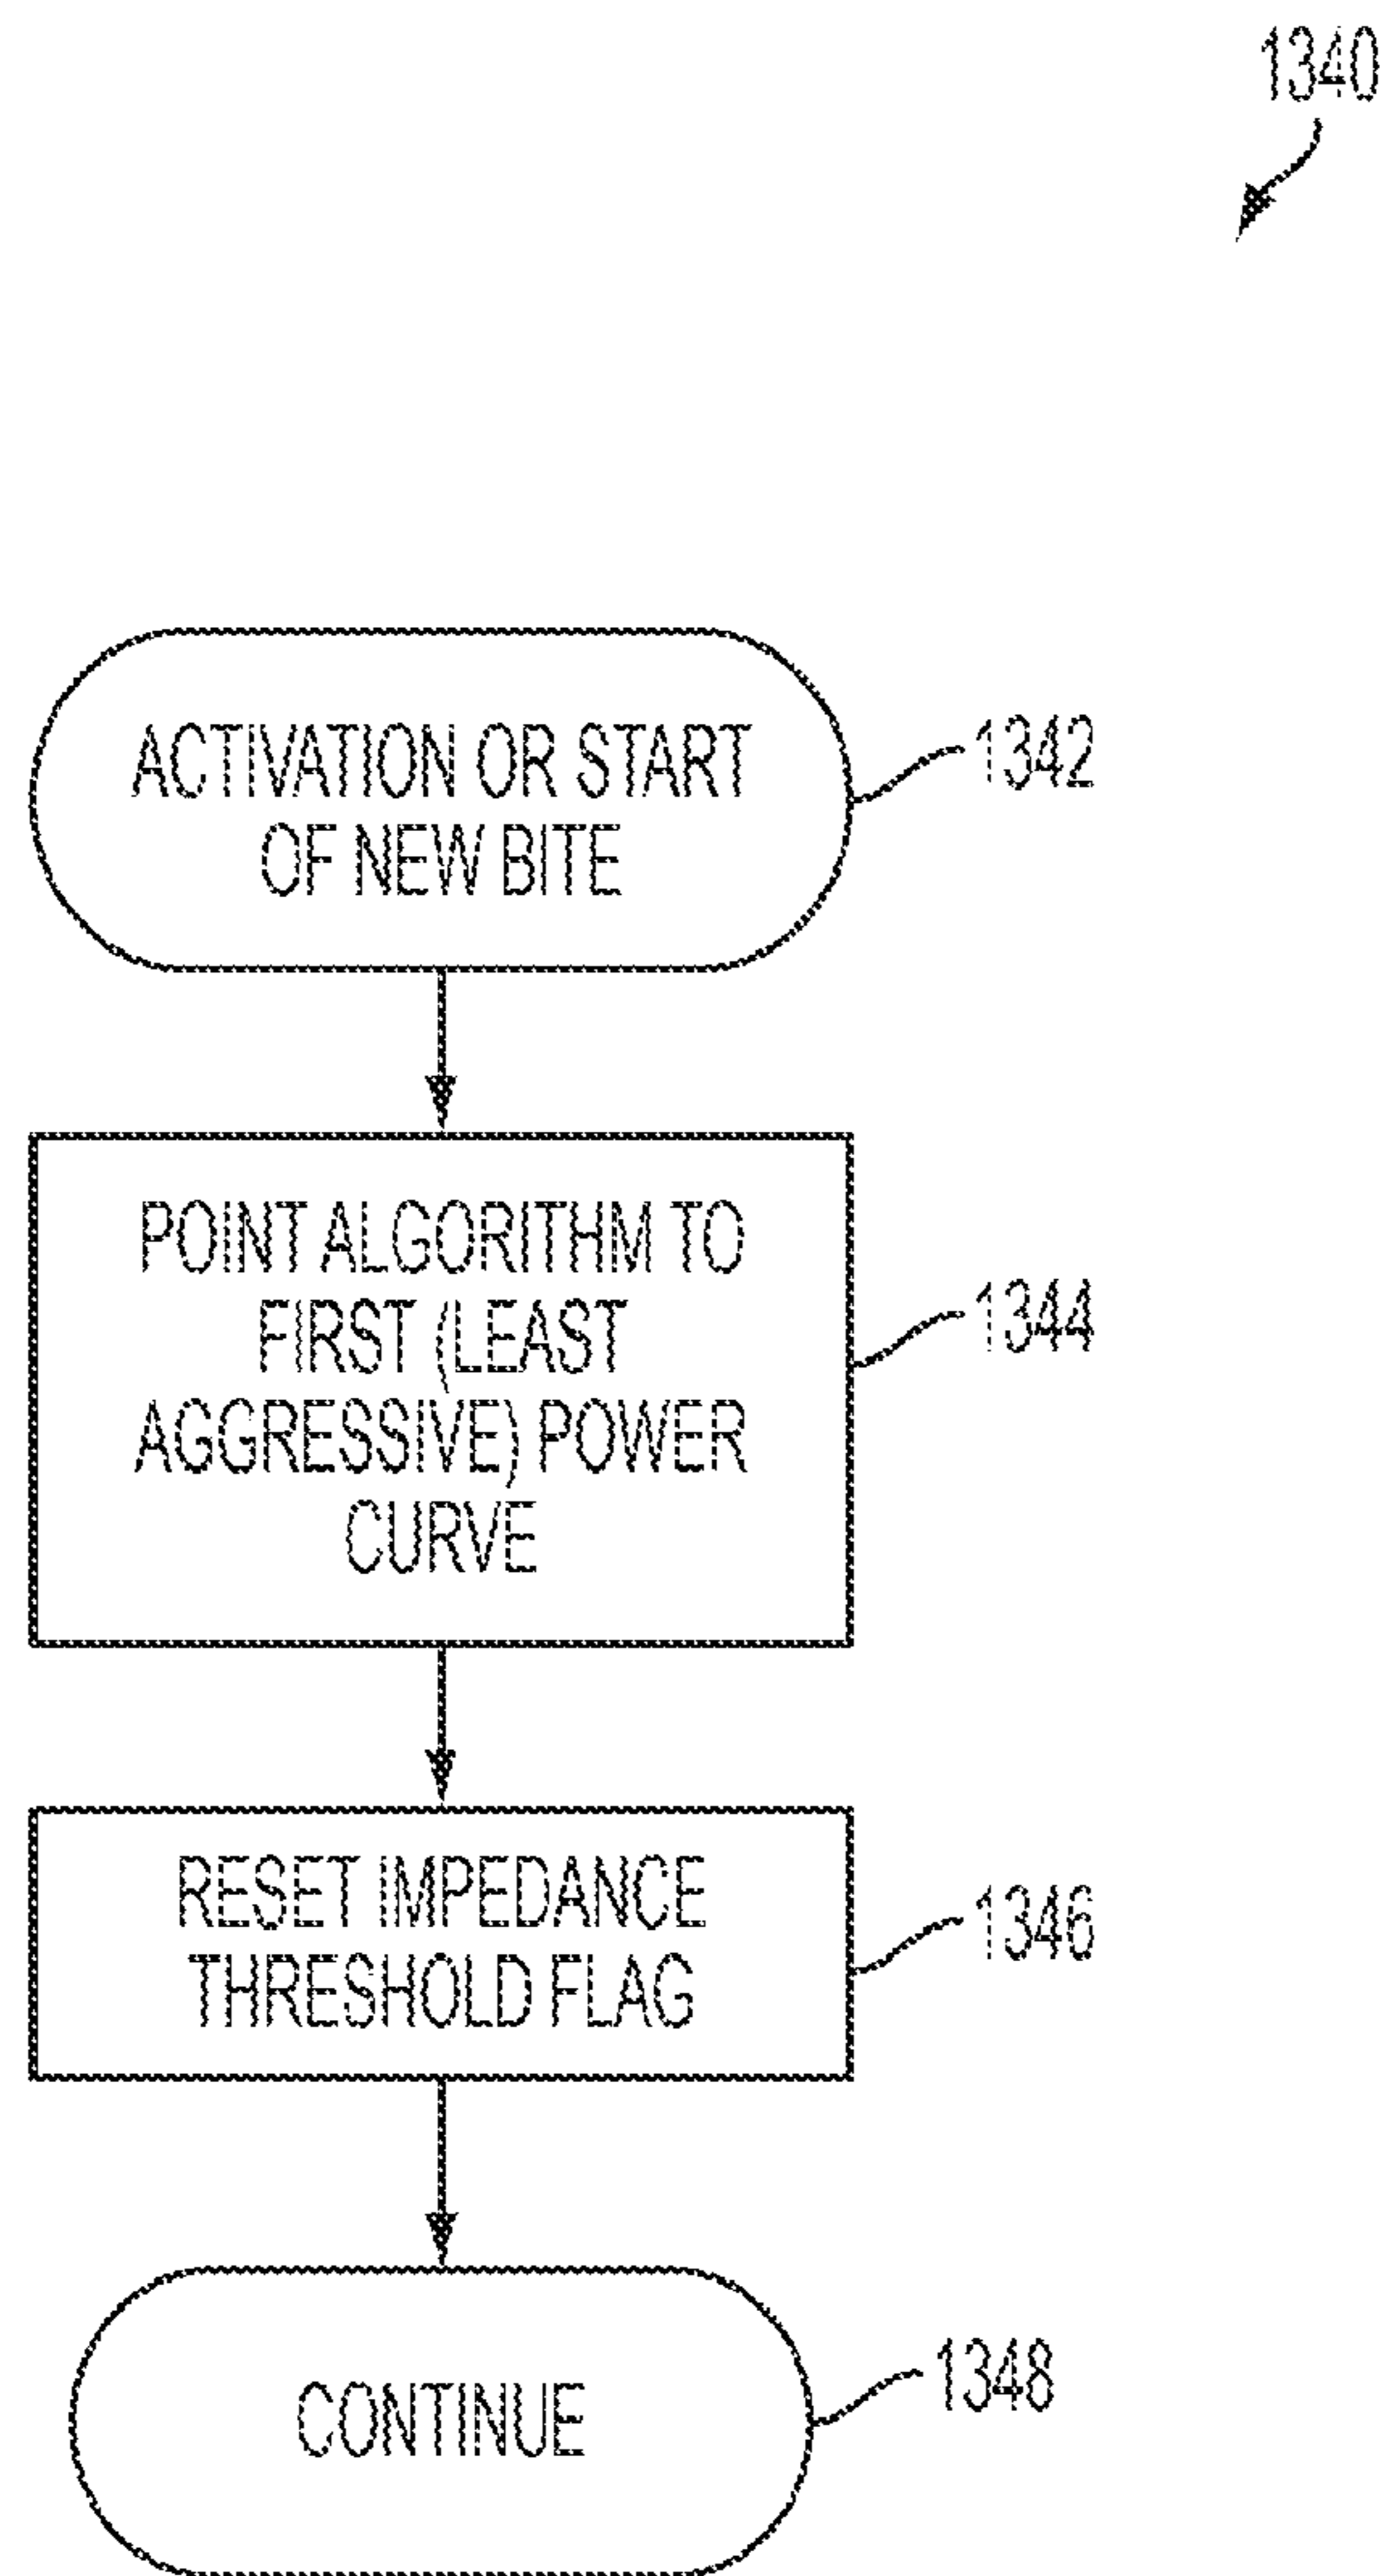 1340
ACTIVATION OR START
OF NEW BITE
1342
POINT ALGORITHM TO
FIRST (LEAST
AGGRESSIVE) POWER
CURVE
1344
RESET IMPEDANCE
THRESHOLD FLAG
1346
CONTINUE
1348